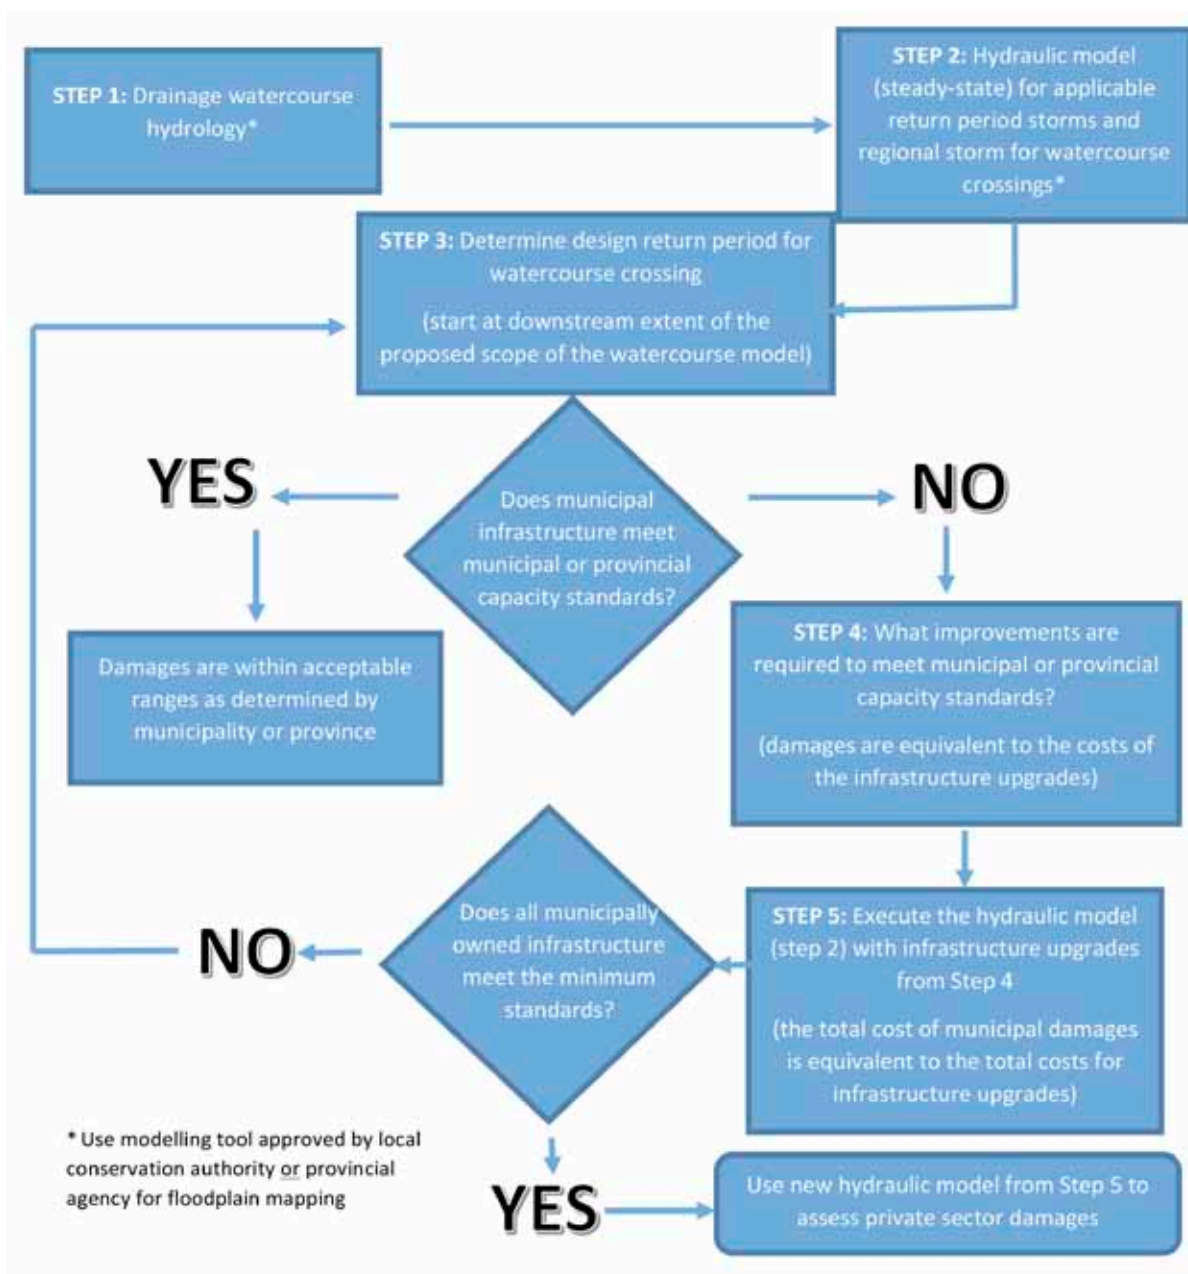 STEP 1: Drainage watercourse
hydrology*
STEP 2: Hydraulic model
(steady-state) for applicable
return period storms and
regional storm for watercourse
crossings*
STEP 3: Determine design return period for
watercourse crossing
(start at downstream extent of the
proposed scope of the watercourse model)
Does municipal
infrastructure meet
municipal or provincial
capacity standards?
YES
NO
Damages are within acceptable
ranges as determined by
municipality or province
STEP 4: What improvements are
required to meet municipal or provincial
capacity standards?
(damages are equivalent to the costs of
the infrastructure upgrades)
STEP 5: Execute the hydraulic model
(step 2) with infrastructure upgrades
from Step 4
(the total cost of municipal damages
is equivalent to the total costs for
infrastructure upgrades)
Does all municipally
owned infrastructure
meet the minimum
standards?
NO
YES
Use new hydraulic model from Step 5 to
assess private sector damages
* Use modelling tool approved by local
conservation authority or provincial
agency for floodplain mapping